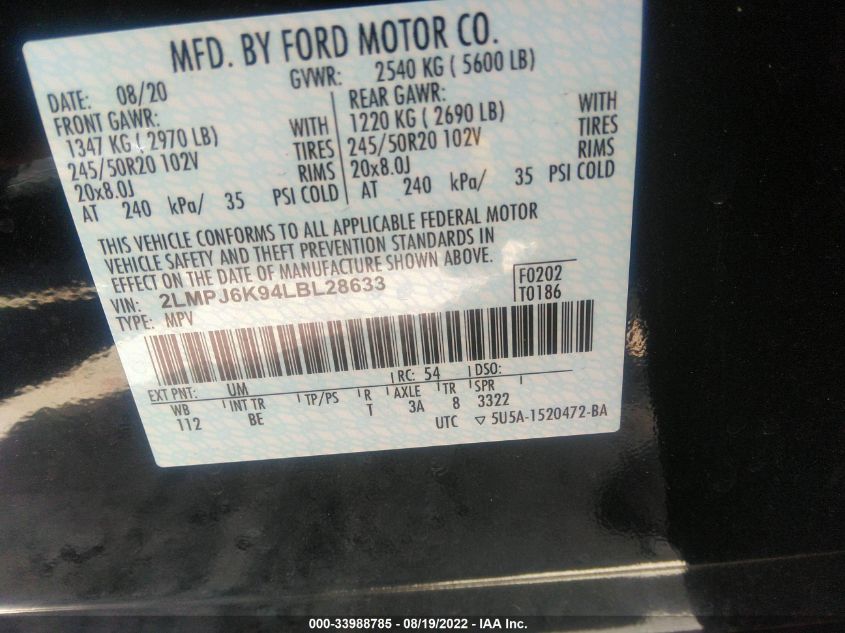 MFD. BY FORD MOTOR CO.
DATE: 08/20 GVWR: 2540 KG ( 5600 LB)
FRONT GAWR: REAR GAWR:
1347 KG ( 2970 LB) WITH 1220 KG ( 2690 LB) WITH
245/50R20 102V TIRES 245/50R20 102V TIRES
20x8.0J RIMS 20x8.0J RIMS
AT 240 kPa/ 35 PSI COLD AT 240 kPa/ 35 PSI COLD
THIS VEHICLE CONFORMS TO ALL APPLICABLE FEDERAL MOTOR
VEHICLE SAFETY AND THEFT PREVENTION STANDARDS IN
EFFECT ON THE DATE OF MANUFACTURE SHOWN ABOVE.
VIN: 2LMPJ6K94LBL28633 F0202
TYPE: MPV T0186
EXT PNT: UM RC: 54 DSO:
WB INT TR TP/PS R AXLE TR SPR
112 BE T 3A 8 3322
UTC ▽ 5U5A-1520472-BA
000-33988785 - 08/19/2022 - IAA Inc.